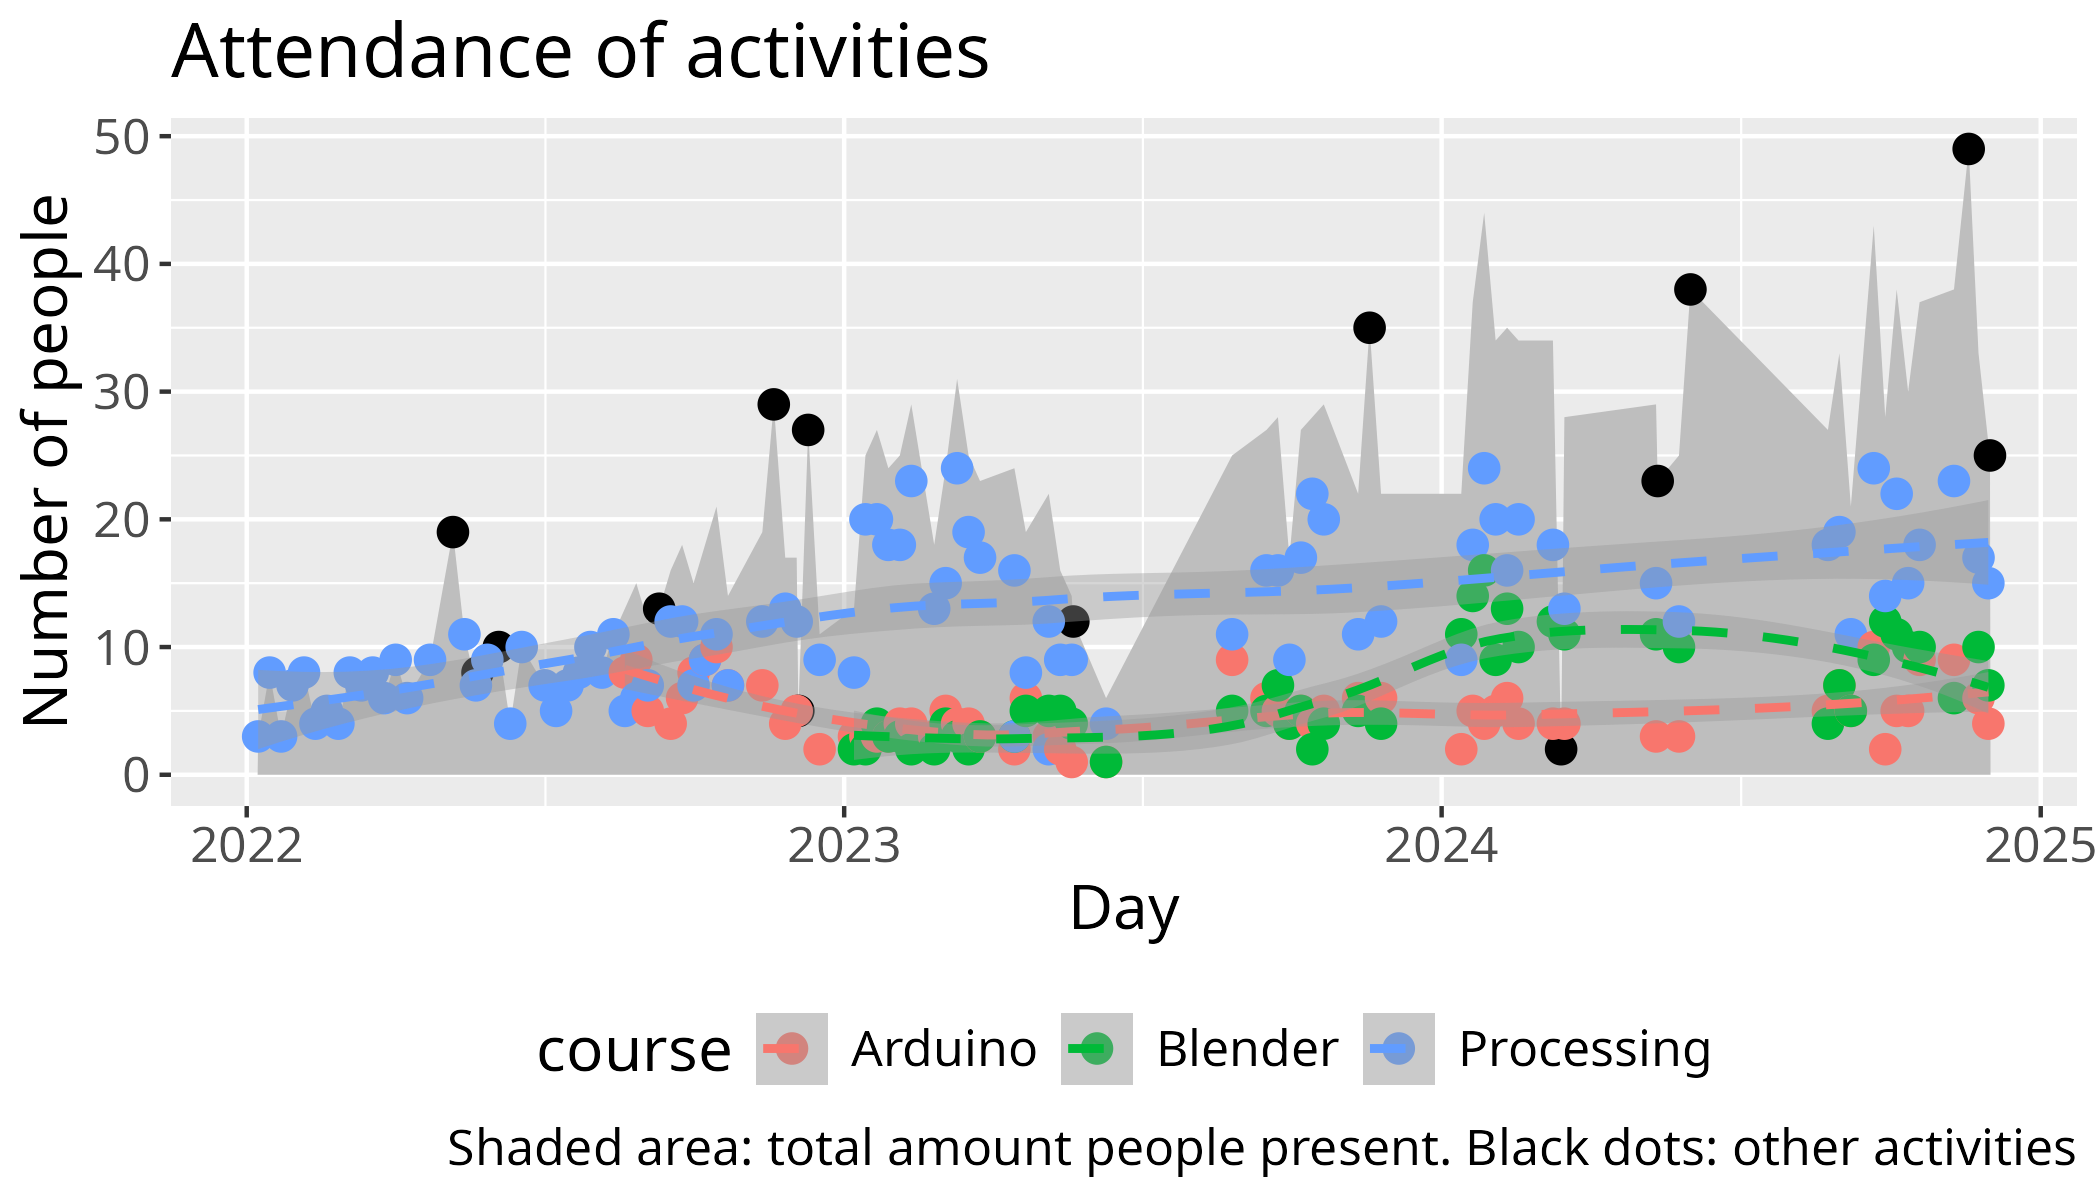 Attendance of activities
Number of people
50
40
30
20
10
0
2022 2023 2024 2025
Day
course Arduino Blender Processing
Shaded area: total amount people present. Black dots: other activities